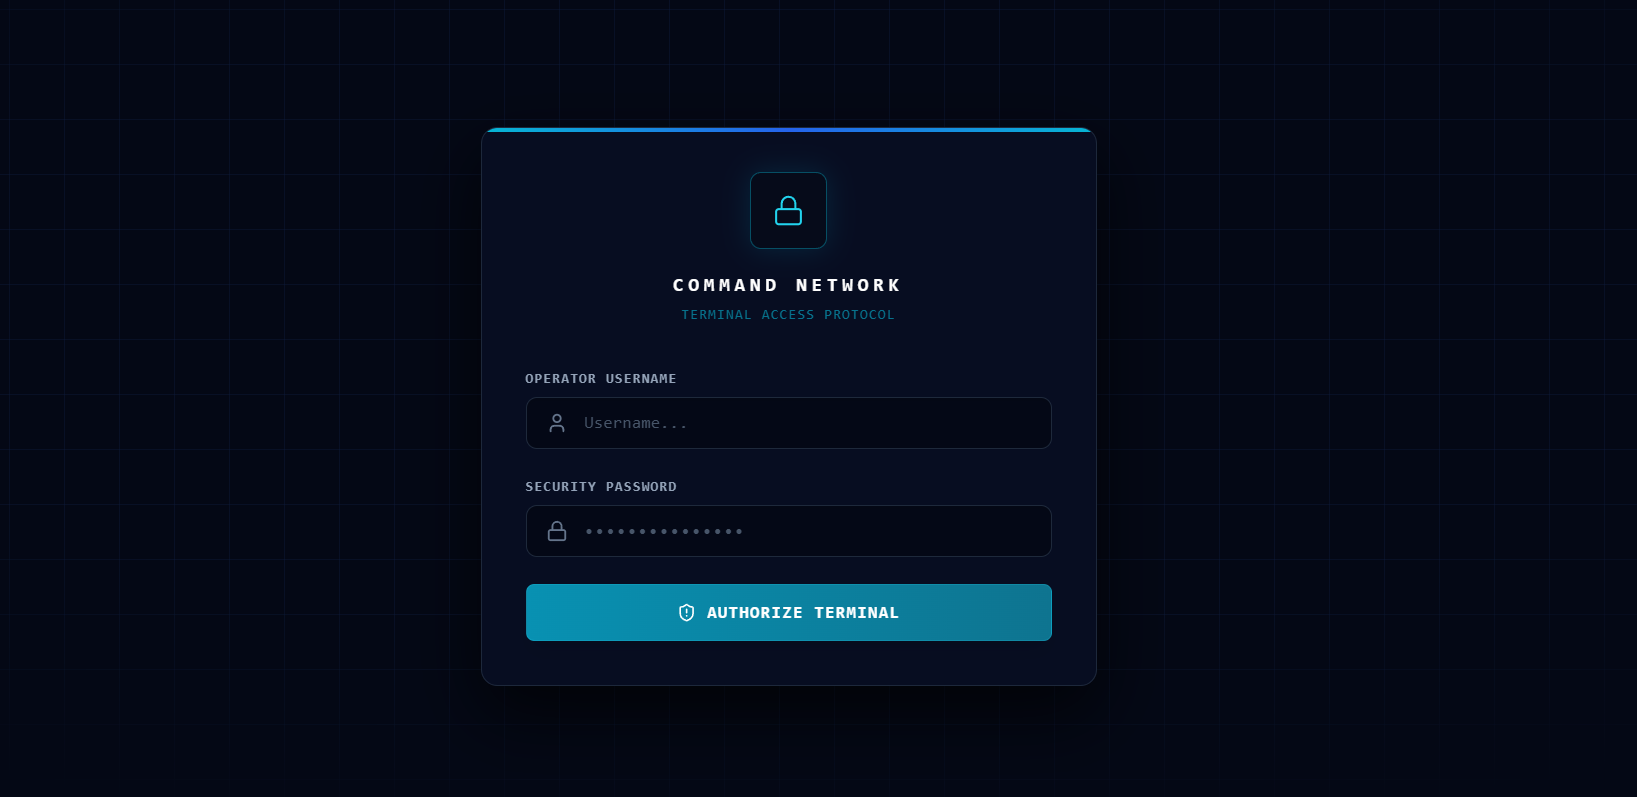 COMMAND NETWORK
TERMINAL ACCESS PROTOCOL
OPERATOR USERNAME
Username...
SECURITY PASSWORD
•••••••••••••••
AUTHORIZE TERMINAL